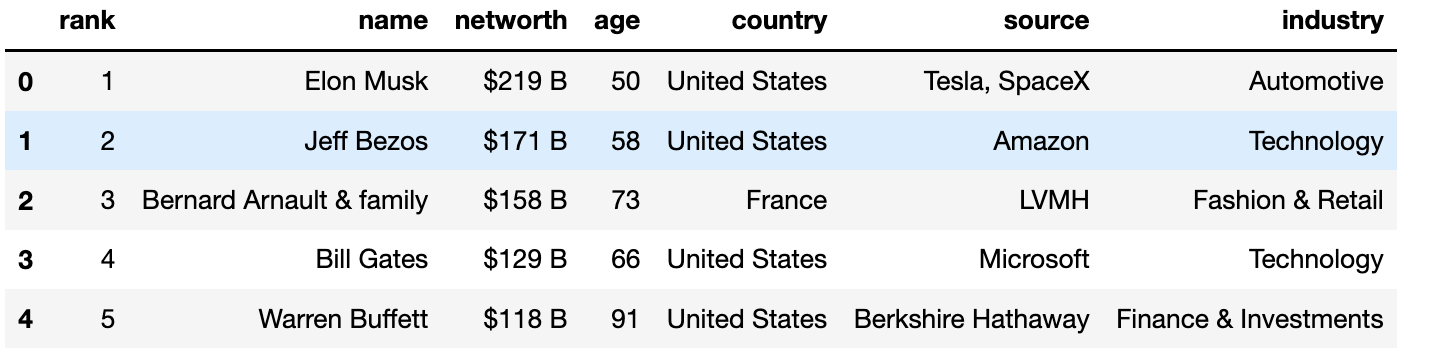 rank name networth age country source industry
0 1 Elon Musk $219 B 50 United States Tesla, SpaceX Automotive
1 2 Jeff Bezos $171 B 58 United States Amazon Technology
2 3 Bernard Arnault & family $158 B 73 France LVMH Fashion & Retail
3 4 Bill Gates $129 B 66 United States Microsoft Technology
4 5 Warren Buffett $118 B 91 United States Berkshire Hathaway Finance & Investments